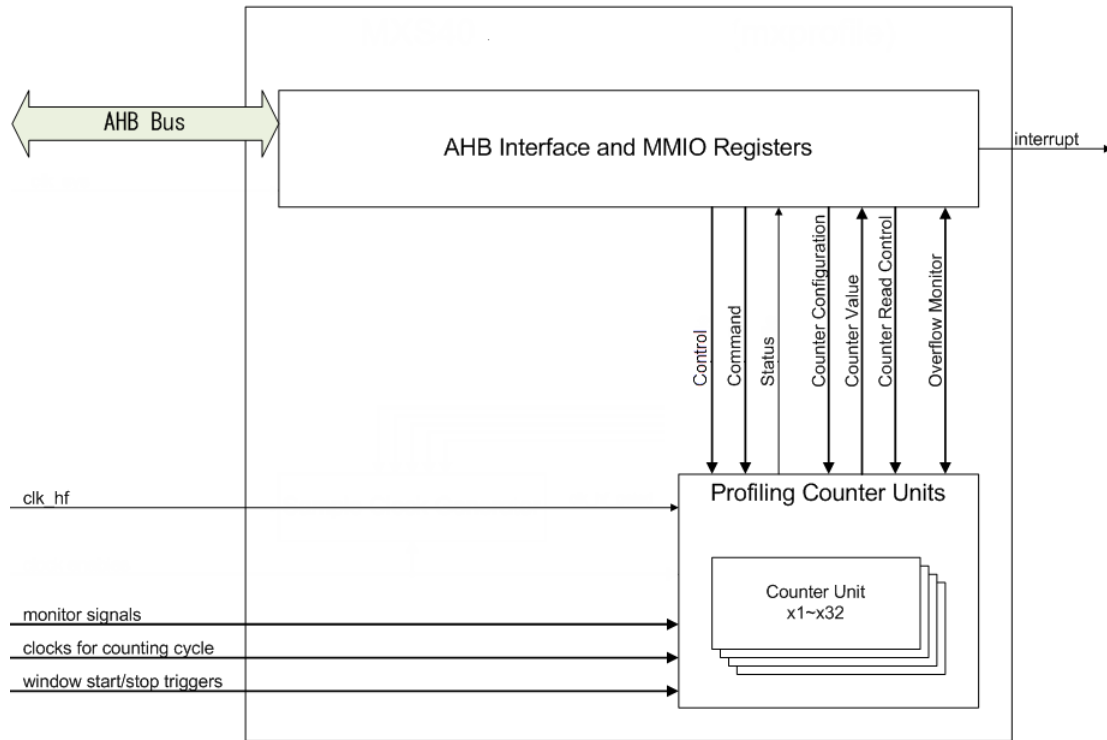 AHB Bus
AHB Interface and MMIO Registers
interrupt
Control
Command
Status
Counter Configuration
Counter Value
Counter Read Control
Overflow Monitor
clk_hf
Profiling Counter Units
Counter Unit
x1~x32
monitor signals
clocks for counting cycle
window start/stop triggers